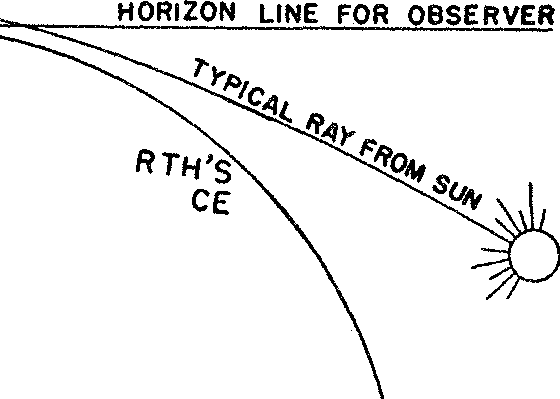 HORIZON LINE FOR OBSERVER
TYPICAL RAY FROM SUN
RTH'S
CE